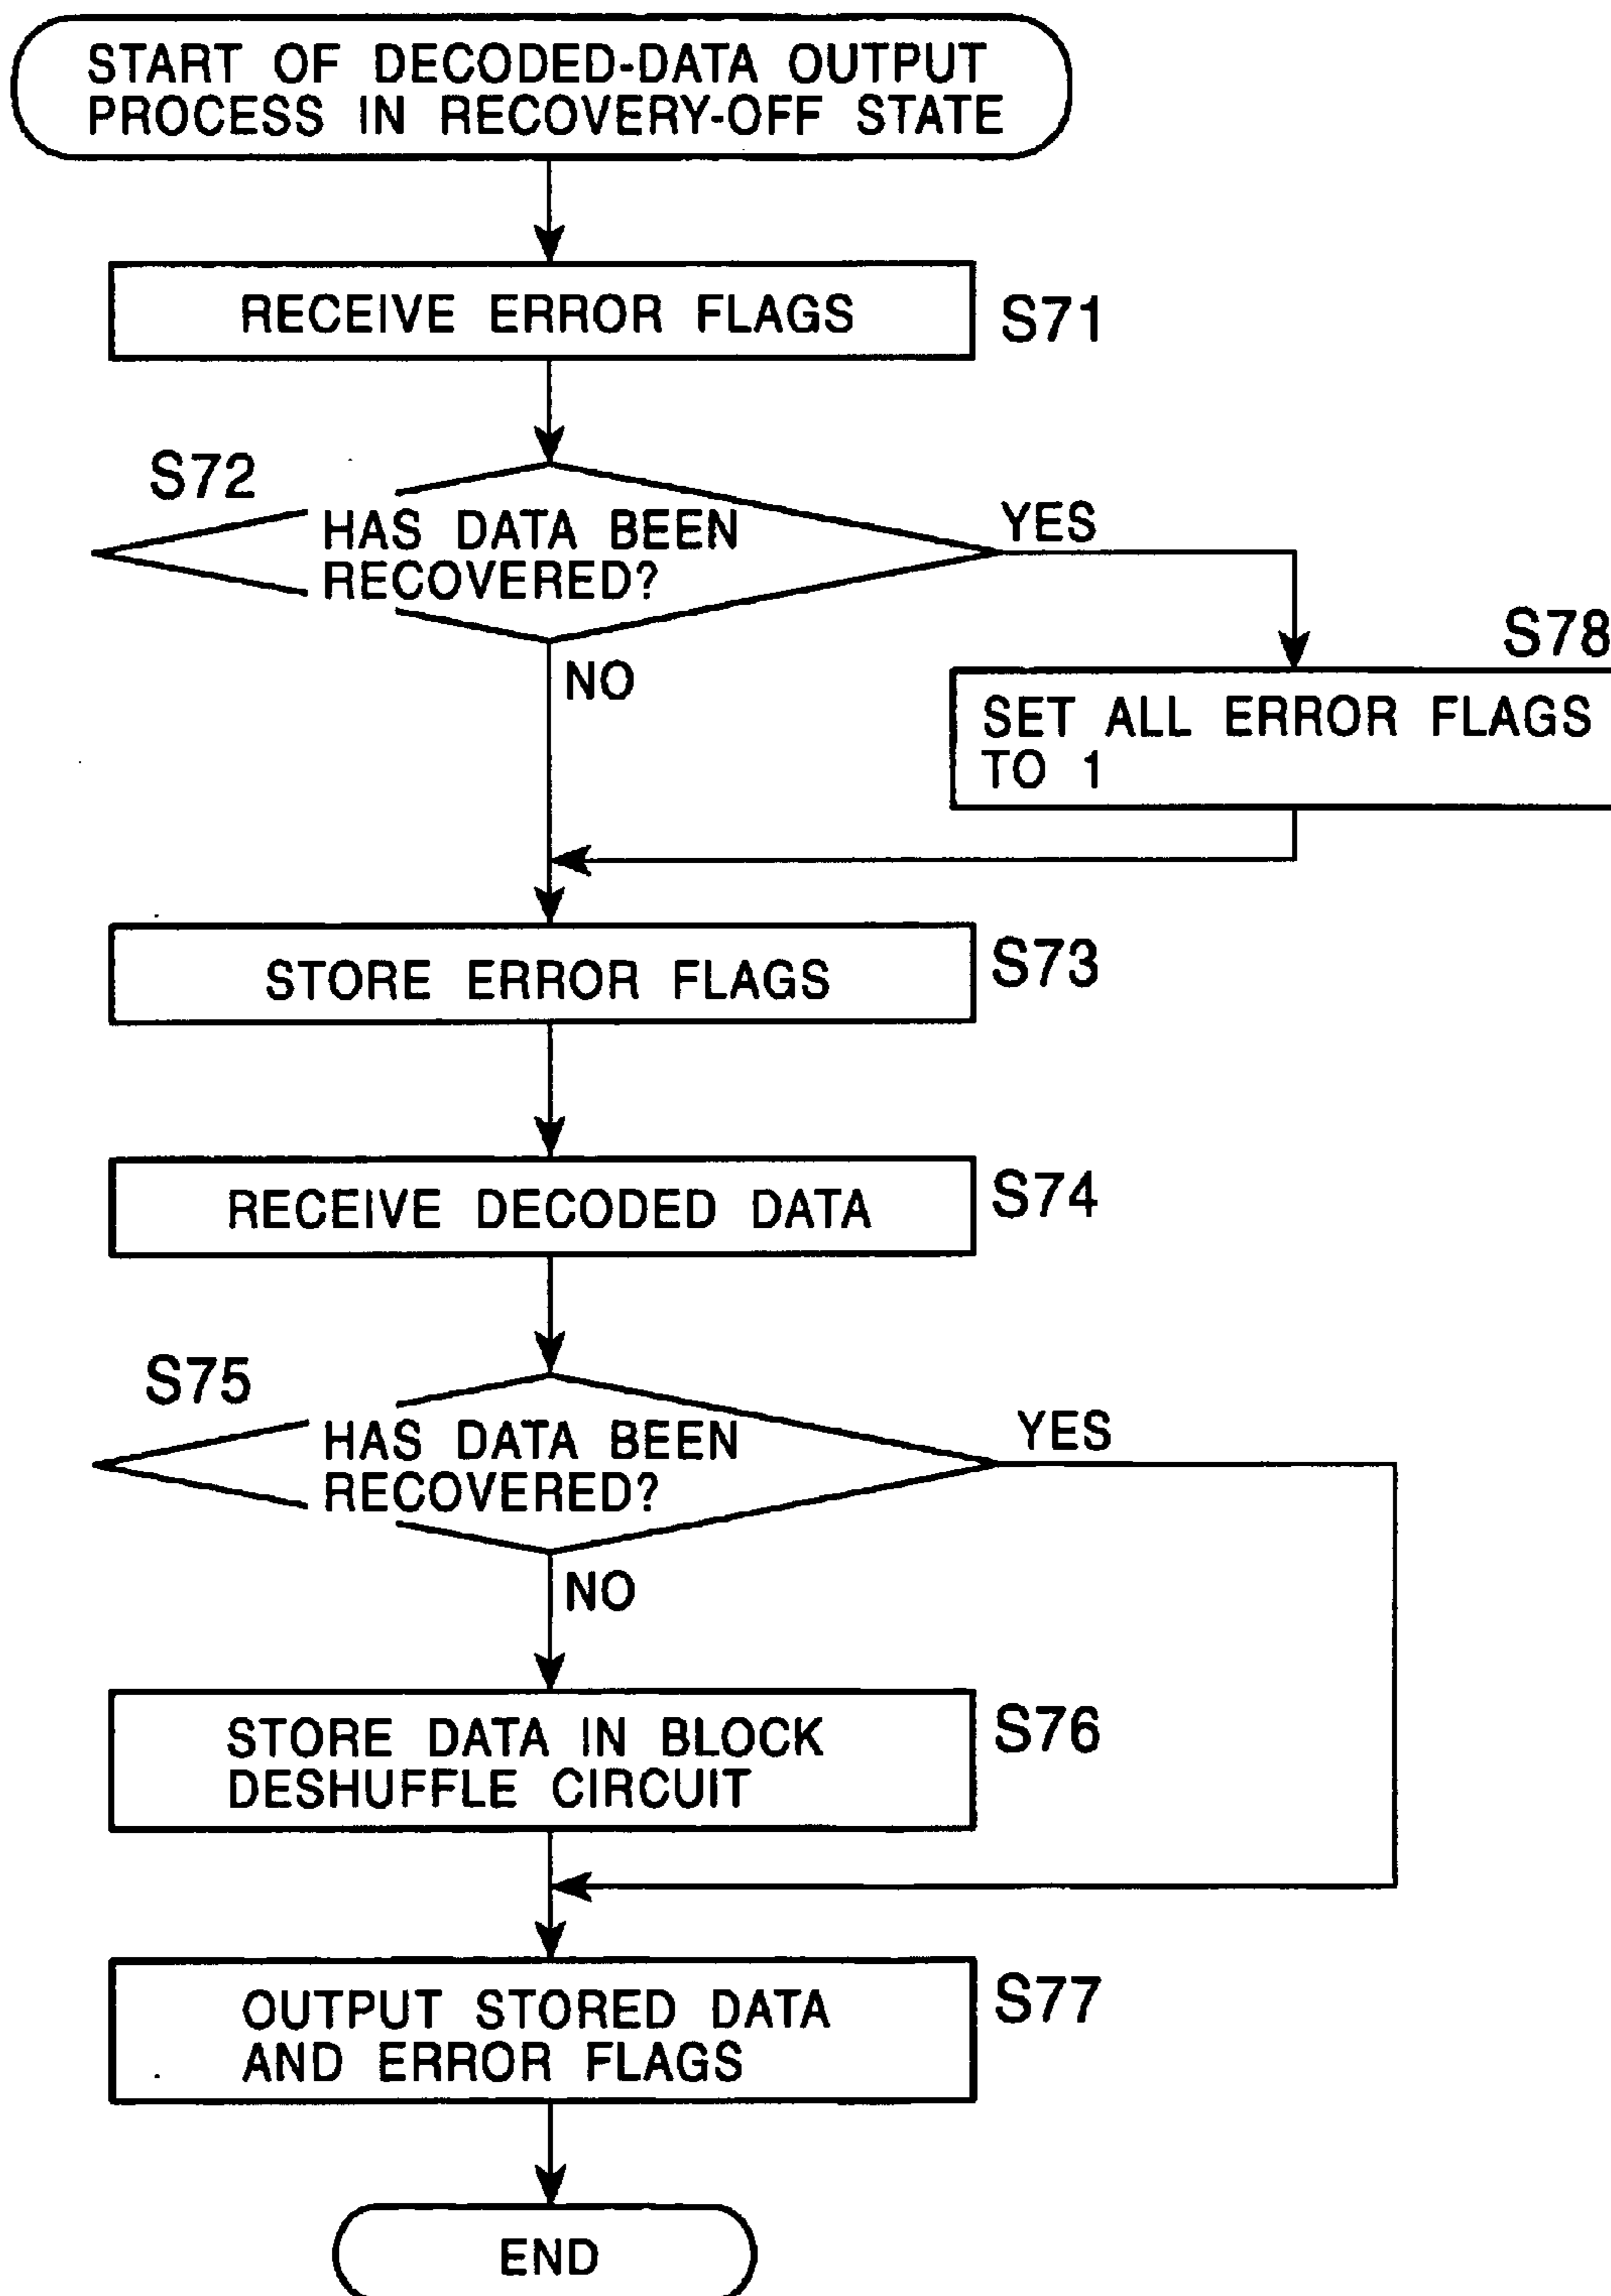 START OF DECODED-DATA OUTPUT
PROCESS IN RECOVERY-OFF STATE
RECEIVE ERROR FLAGS
S71
S72
HAS DATA BEEN
RECOVERED?
YES
NO
S78
SET ALL ERROR FLAGS
TO 1
STORE ERROR FLAGS
S73
RECEIVE DECODED DATA
S74
S75
HAS DATA BEEN
RECOVERED?
YES
NO
STORE DATA IN BLOCK
DESHUFFLE CIRCUIT
S76
OUTPUT STORED DATA
AND ERROR FLAGS
S77
END